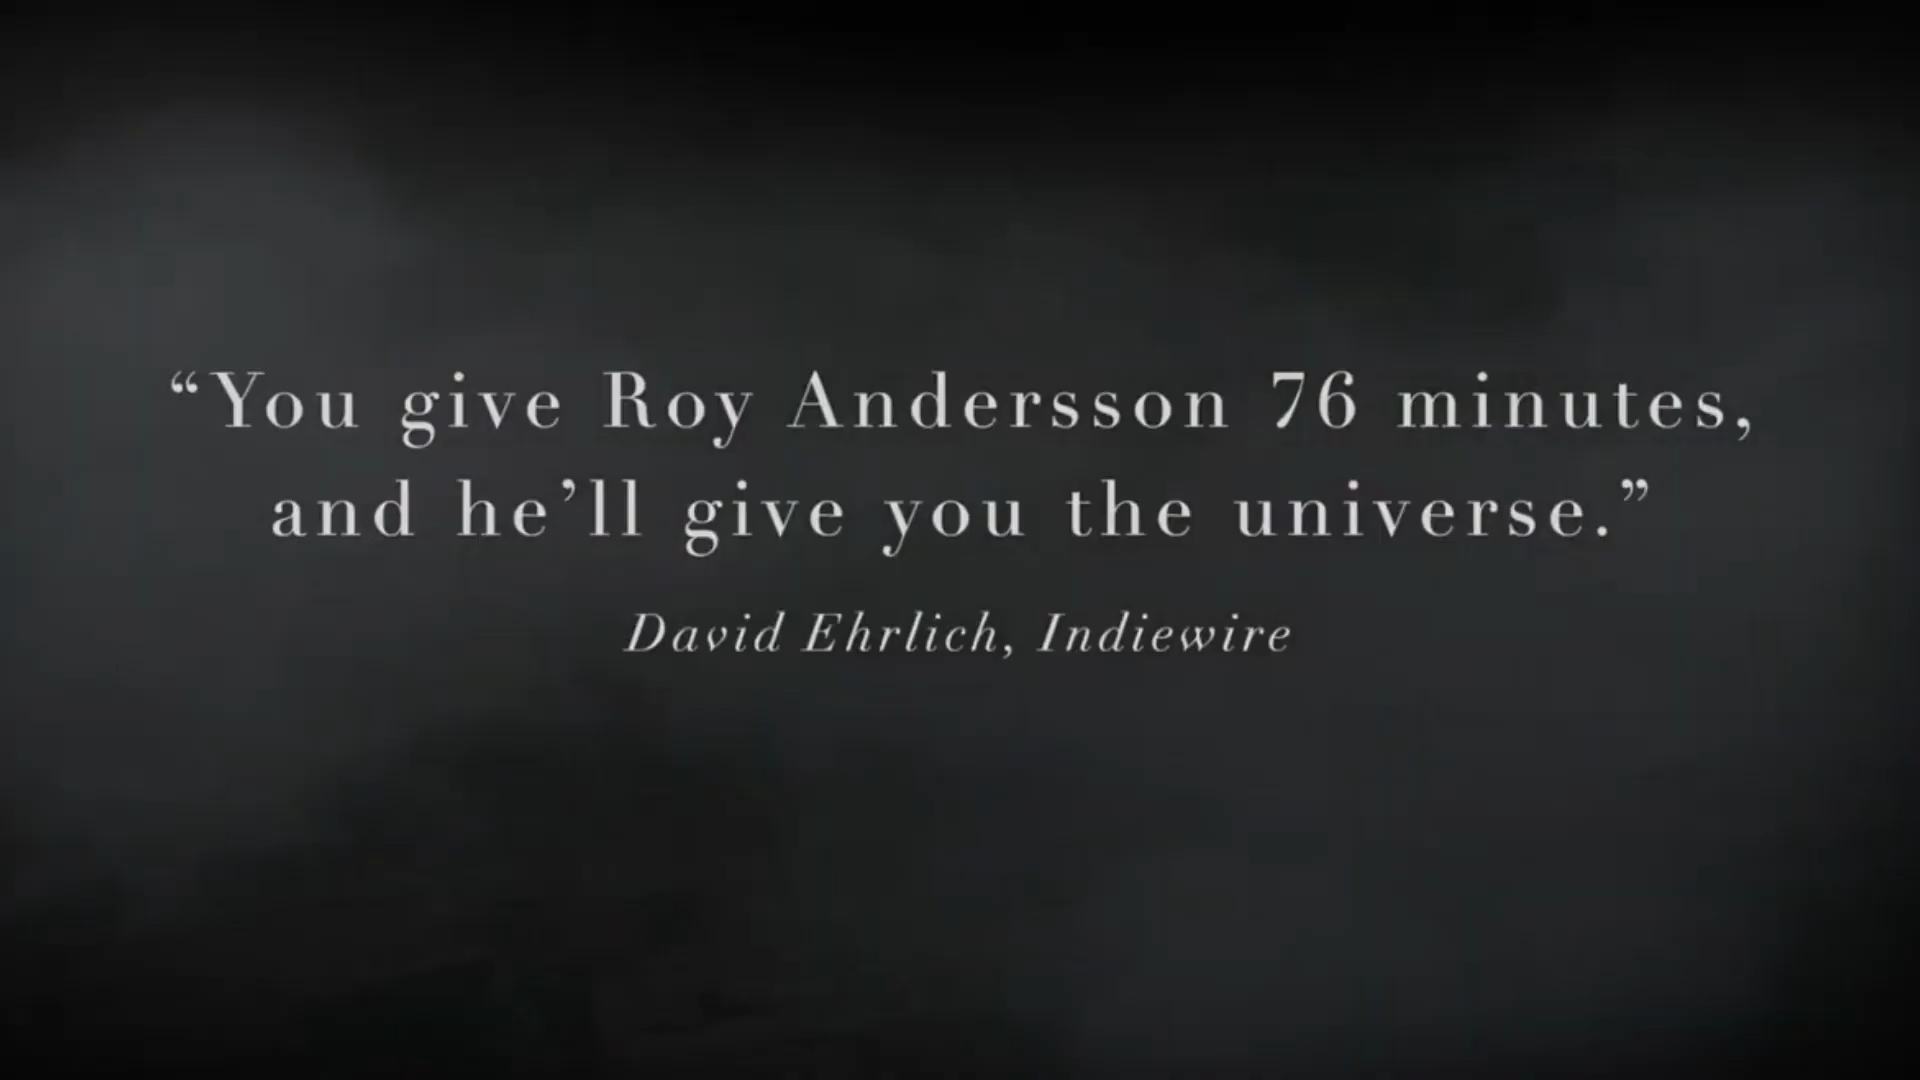 “You give Roy Andersson 76 minutes,
and he’ll give you the universe.”
David Ehrlich, Indiewire